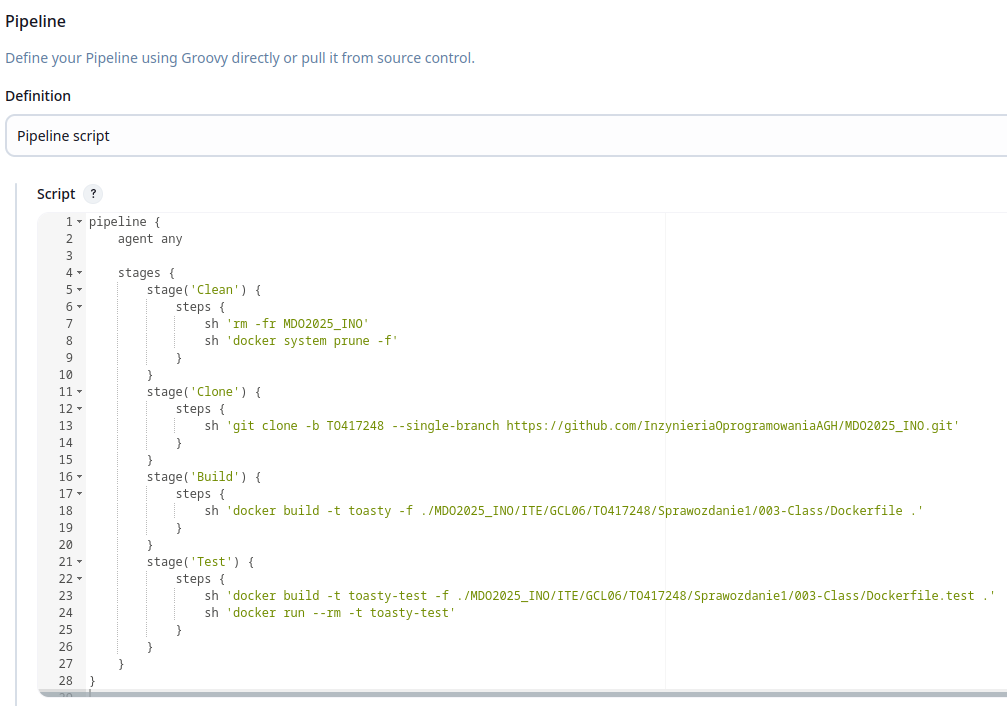 Pipeline
Define your Pipeline using Groovy directly or pull it from source control.
Definition
Pipeline script
Script ?
1 pipeline {
2     agent any
3
4     stages {
5         stage('Clean') {
6             steps {
7                 sh 'rm -fr MDO2025_INO'
8                 sh 'docker system prune -f'
9             }
10         }
11         stage('Clone') {
12             steps {
13                 sh 'git clone -b TO417248 --single-branch https://github.com/InzynieriaOprogramowaniaAGH/MDO2025_INO.git'
14             }
15         }
16         stage('Build') {
17             steps {
18                 sh 'docker build -t toasty -f ./MDO2025_INO/ITE/GCL06/TO417248/Sprawozdanie1/003-Class/Dockerfile .'
19             }
20         }
21         stage('Test') {
22             steps {
23                 sh 'docker build -t toasty-test -f ./MDO2025_INO/ITE/GCL06/TO417248/Sprawozdanie1/003-Class/Dockerfile.test .'
24                 sh 'docker run --rm -t toasty-test'
25             }
26         }
27     }
28 }